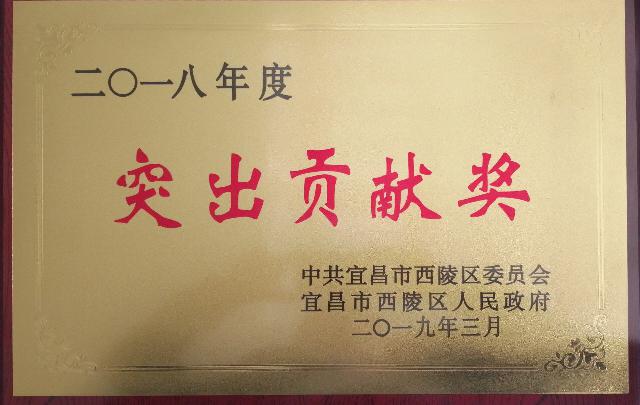 二〇一八年度
突出贡献奖
中共宜昌市西陵区委员会
宜昌市西陵区人民政府
二〇一九年三月